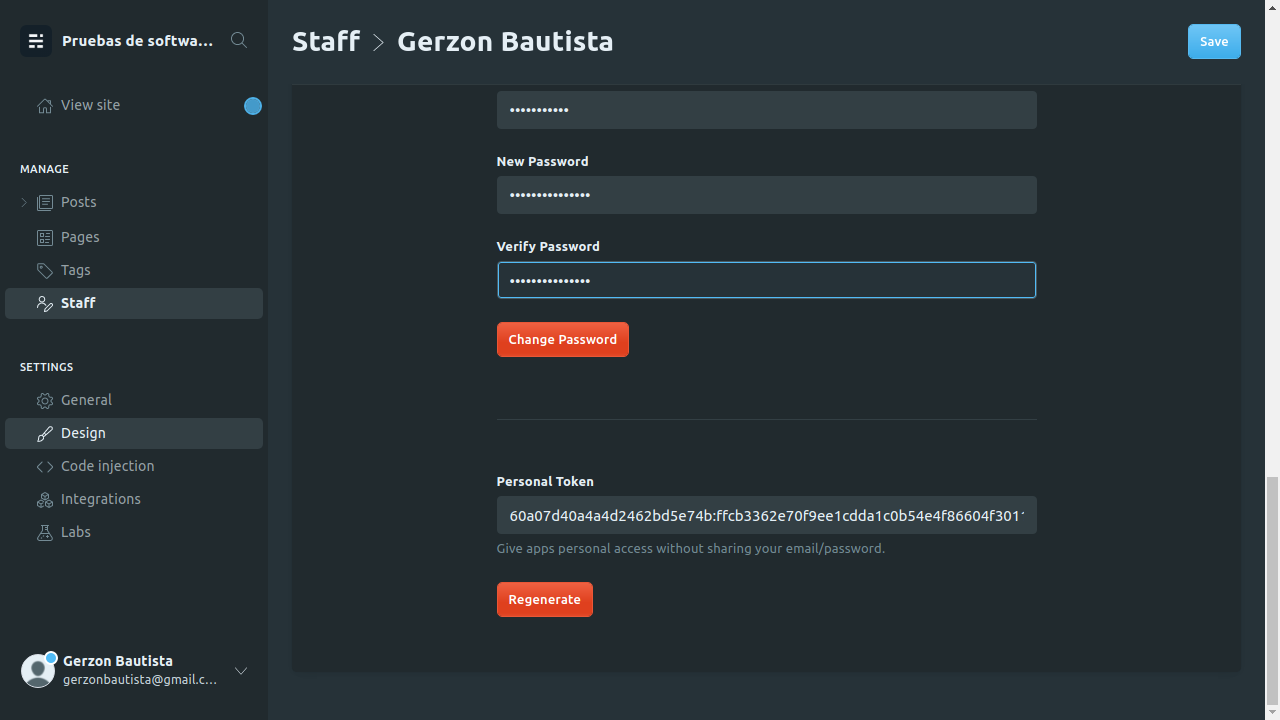 Pruebas de softwa...
Staff > Gerzon Bautista
Save
View site
MANAGE
Posts
Pages
Tags
Staff
SETTINGS
General
Design
Code injection
Integrations
Labs
Gerzon Bautista
gerzonbautista@gmail.c...
•••••••••••
New Password
•••••••••••••••
Verify Password
•••••••••••••••
Change Password
Personal Token
60a07d40a4a4d2462bd5e74b:ffcb3362e70f9ee1cdda1c0b54e4f86604f3011
Give apps personal access without sharing your email/password.
Regenerate